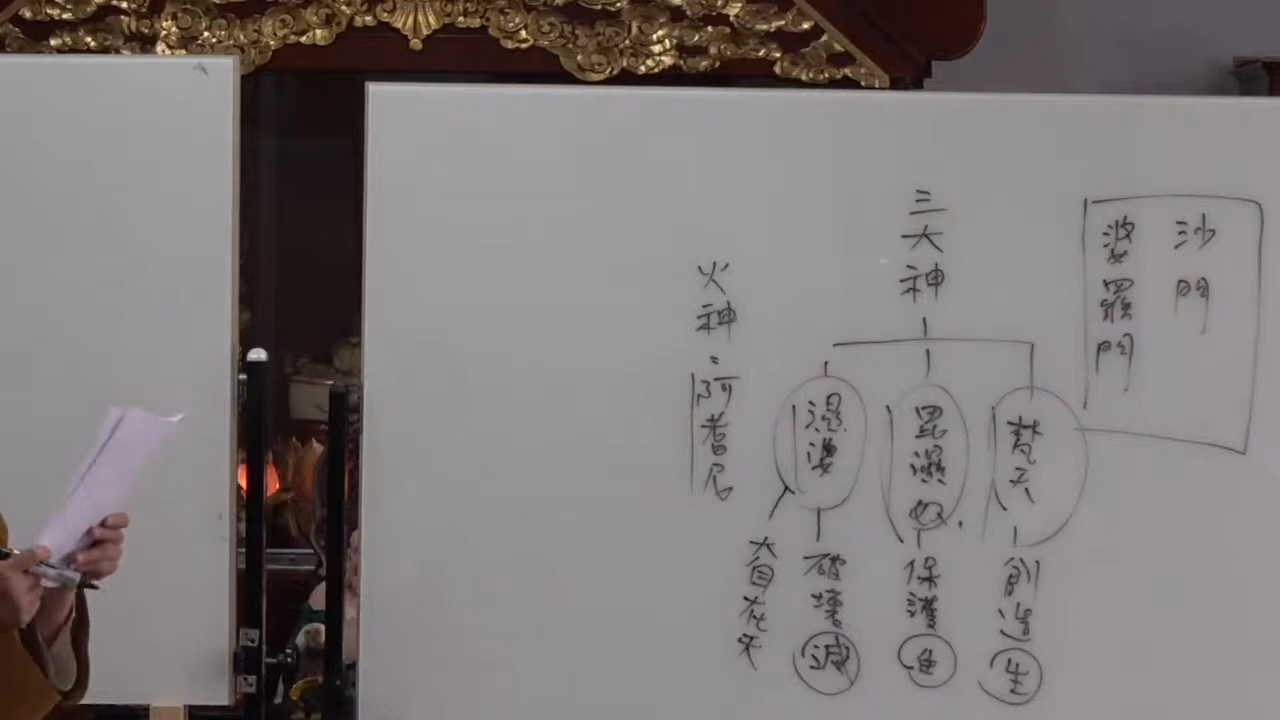 沙門
婆羅門
三大神
梵天
創造
生
毘濕奴
保護
濕婆
破壞
滅
大自在天
火神：阿耆尼